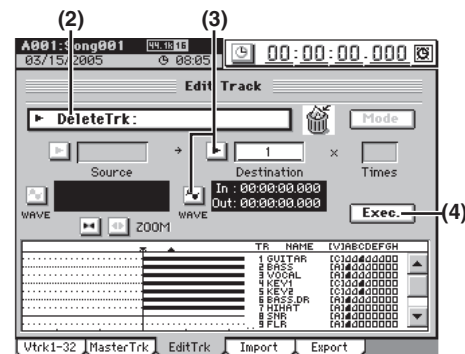 (2) (3)
A001:Song001 44.1k 16
03/15/2005 08:05
00:00:00.000
Edit Track
DeleteTrk: Mode
→ 1 ×
Source Destination Times
In : 00:00:00.000
Out: 00:00:00.000
WAVE WAVE
ZOOM
Exec. (4)
TR NAME [V]ABCDEFGH
1 GUITAR
2 BASS
3 VOCAL
4 KEY1
5 KEY2
6 BASS.DR
7 HIHAT
8 SNR
9 FLR
Vtrk1-32 MasterTrk EditTrk Import Export